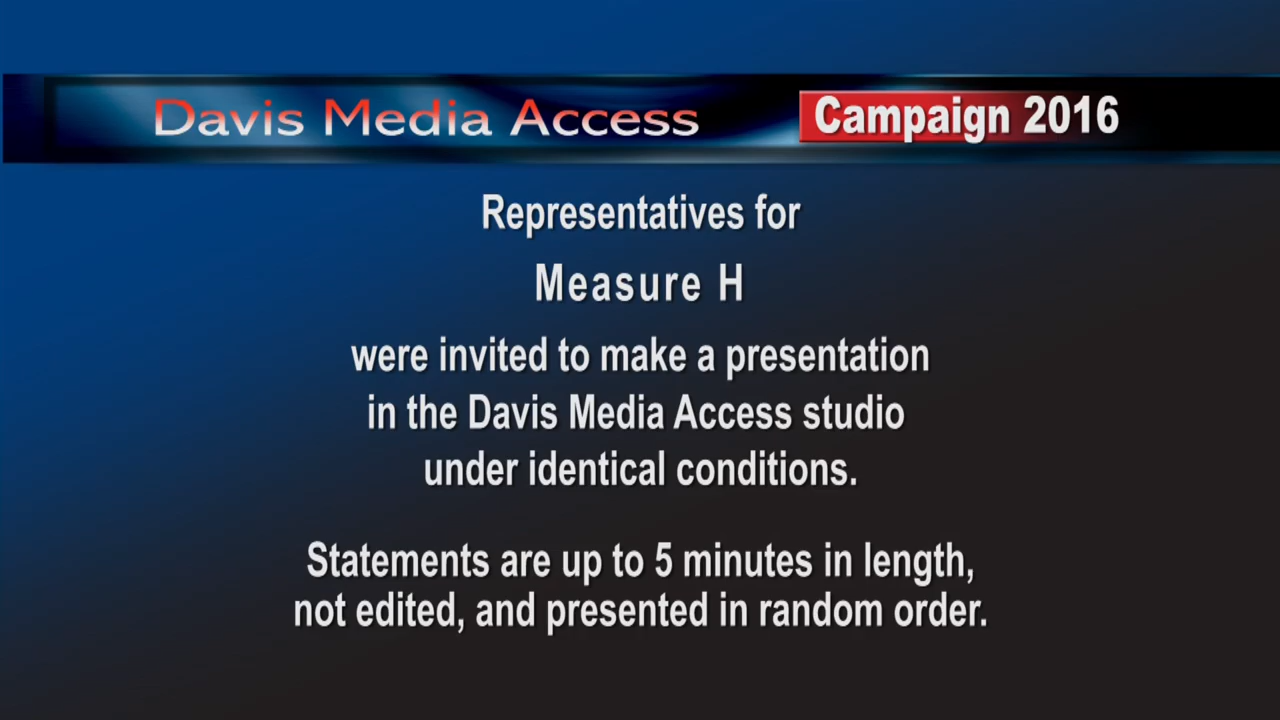 Davis Media Access Campaign 2016
Representatives for
Measure H
were invited to make a presentation
in the Davis Media Access studio
under identical conditions.
Statements are up to 5 minutes in length,
not edited, and presented in random order.